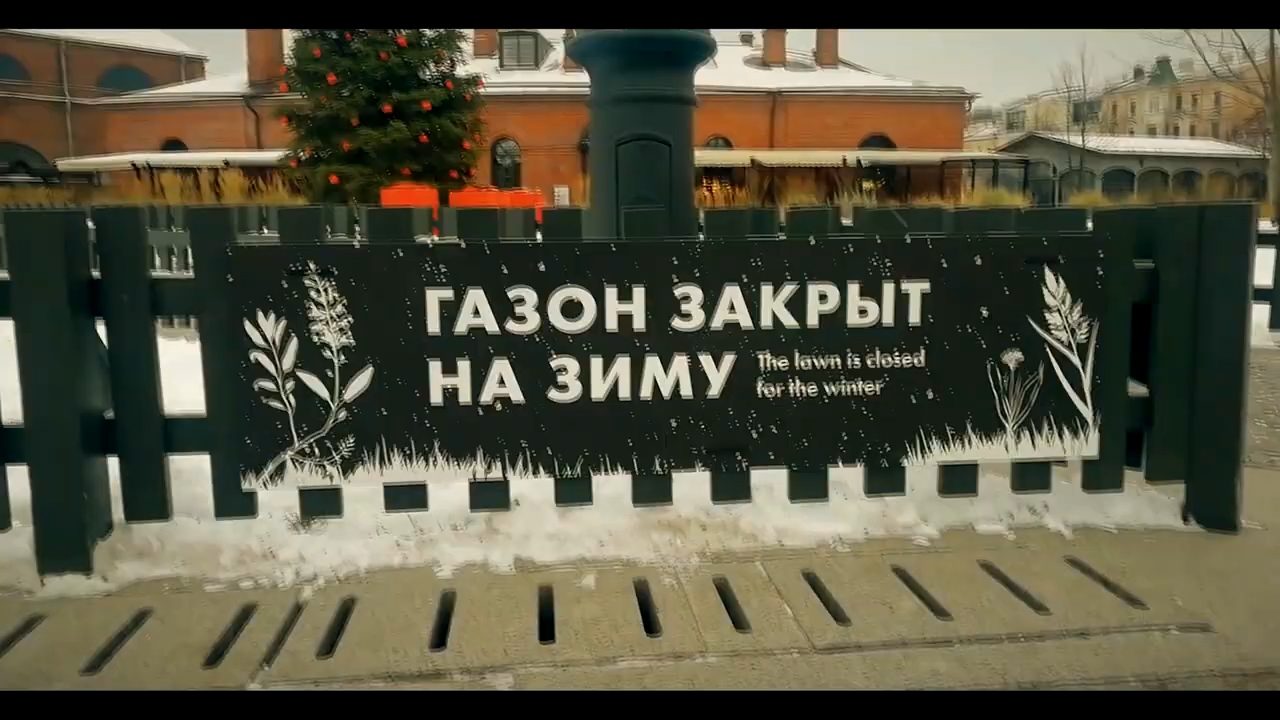 ГАЗОН ЗАКРЫТ
НА ЗИМУ
The lawn is closed
for the winter